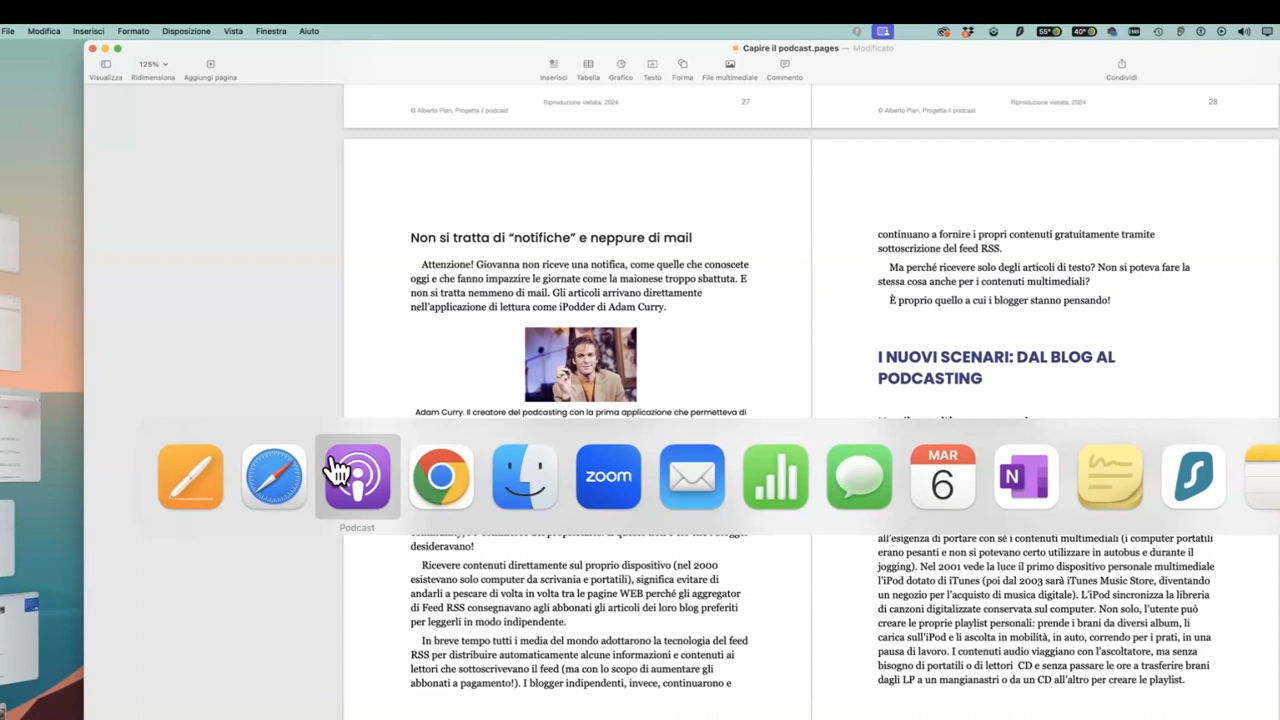 File Modifica Inserisci Formato Disposizione Vista Finestra Aiuto
55° 40°
Capire il podcast.pages — Modificato
125%
Visualizza Ridimensiona Aggiungi pagina
Inserisci Tabella Grafico Testo Forma File multimediale Commento
Condividi
© Alberto Pian, Progetta il podcast Riproduzione vietata, 2024 27
© Alberto Pian, Progetta il podcast Riproduzione vietata, 2024 28
Non si tratta di “notifiche” e neppure di mail
Attenzione! Giovanna non riceve una notifica, come quelle che conoscete
oggi e che fanno impazzire le giornate come la maionese troppo sbattuta. E
non si tratta nemmeno di mail. Gli articoli arrivano direttamente
nell’applicazione di lettura come iPodder di Adam Curry.
Adam Curry. Il creatore del podcasting con la prima applicazione che permetteva di
desideravano!
Ricevere contenuti direttamente sul proprio dispositivo (nel 2000
esistevano solo computer da scrivania e portatili), significa evitare di
andarli a pescare di volta in volta tra le pagine WEB perché gli aggregator
di Feed RSS consegnavano agli abbonati gli articoli dei loro blog preferiti
per leggerli in modo indipendente.
In breve tempo tutti i media del mondo adottarono la tecnologia del feed
RSS per distribuire automaticamente alcune informazioni e contenuti ai
lettori che sottoscrivevano il feed (ma con lo scopo di aumentare gli
abbonati a pagamento!). I blogger indipendenti, invece, continuarono e
continuano a fornire i propri contenuti gratuitamente tramite
sottoscrizione del feed RSS.
Ma perché ricevere solo degli articoli di testo? Non si poteva fare la
stessa cosa anche per i contenuti multimediali?
È proprio quello a cui i blogger stanno pensando!
I NUOVI SCENARI: DAL BLOG AL
PODCASTING
zoom
MAR
6
N
Podcast
all’esigenza di portare con sé i contenuti multimediali (i computer portatili
erano pesanti e non si potevano certo utilizzare in autobus e durante il
jogging). Nel 2001 vede la luce il primo dispositivo personale multimediale
l’iPod dotato di iTunes (poi dal 2003 sarà iTunes Music Store, diventando
un negozio per l’acquisto di musica digitale). L’iPod sincronizza la libreria
di canzoni digitalizzate conservata sul computer. Non solo, l’utente può
creare le proprie playlist personali: prende i brani da diversi album, li
carica sull’iPod e li ascolta in mobilità, in auto, correndo per i prati, in una
pausa di lavoro. I contenuti audio viaggiano con l’ascoltatore, ma senza
bisogno di portatili o di lettori CD e senza passare le ore a trasferire brani
dagli LP a un mangianastri o da un CD all’altro per creare le playlist.